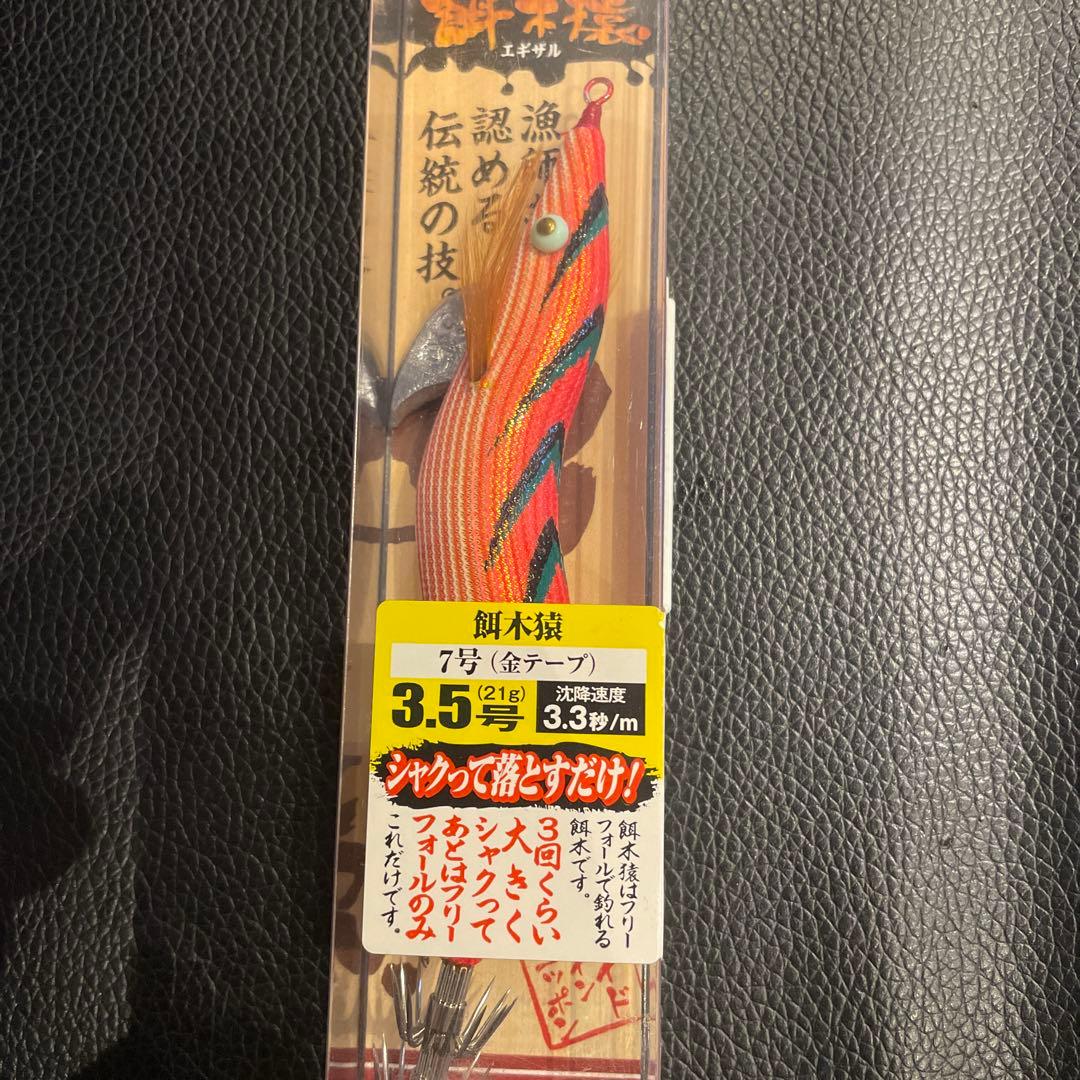 餌木猿
エギザル
漁師
認める
伝統の技。
餌木猿
7号（金テープ）
3.5号
(21g)
沈降速度
3.3秒/m
シャクって落とすだけ！
餌木猿はフリー
フォールで釣れる
餌木です。
3回くらい
大きく
シャクって
あとはフリー
フォールのみ
これだけです。